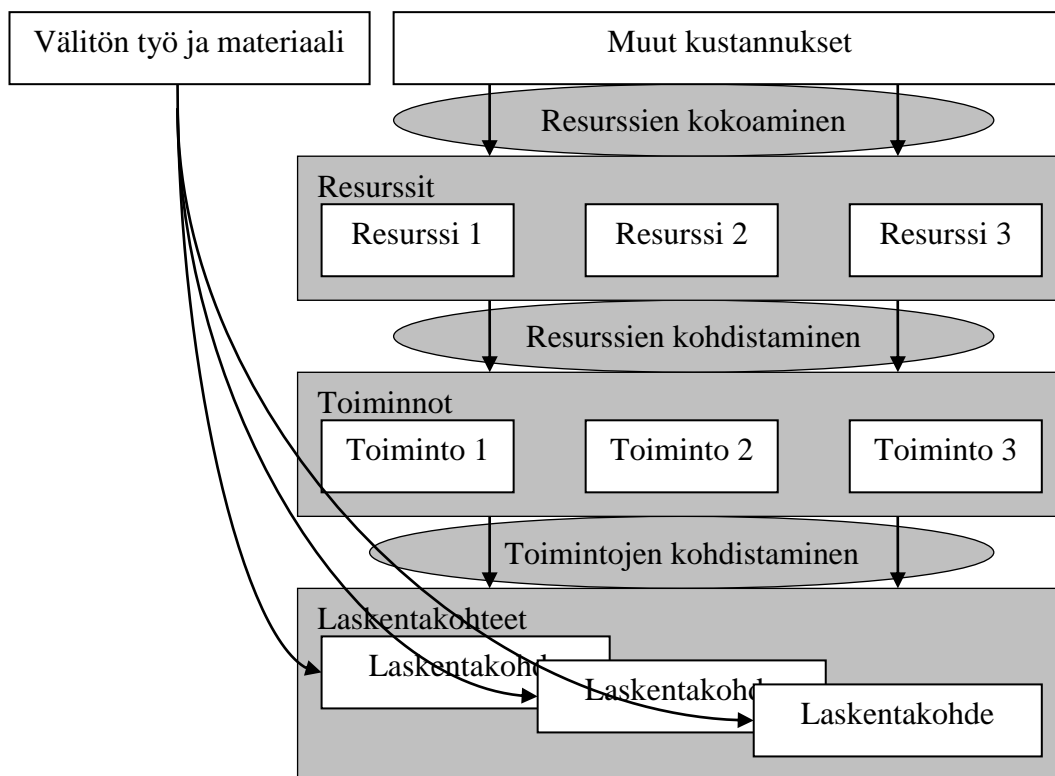 Välitön työ ja materiaali
Muut kustannukset
Resurssien kokoaminen
Resurssit
Resurssi 1
Resurssi 2
Resurssi 3
Resurssien kohdistaminen
Toiminnot
Toiminto 1
Toiminto 2
Toiminto 3
Toimintojen kohdistaminen
Laskentakohteet
Laskentakohd
Laskentakohd
Laskentakohde